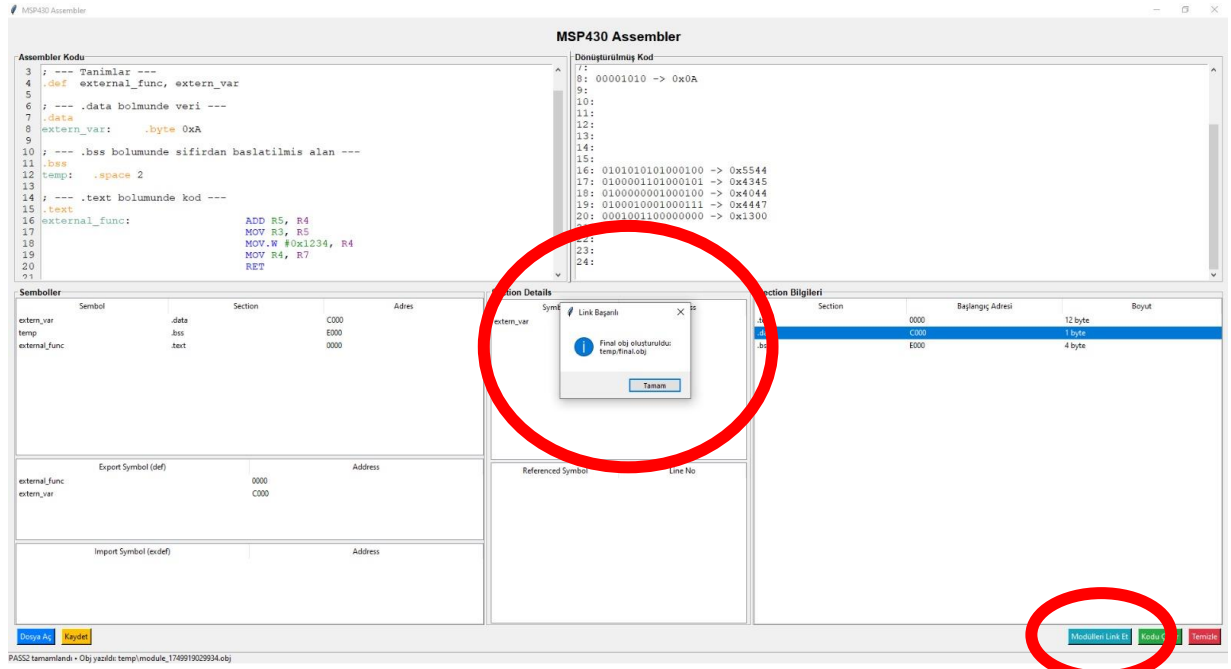 MSP430 Assembler
MSP430 Assembler
Assembler Kodu
3 ; --- Tanimlar ---
4 .def external_func, extern_var
5
6 ; --- .data bolmunde veri ---
7 .data
8 extern_var: .byte 0xA
9
10 ; --- .bss bolumunde sifirdan baslatilmis alan ---
11 .bss
12 temp: .space 2
13
14 ; --- .text bolumunde kod ---
15 .text
16 external_func: ADD R5, R4
17 MOV R3, R5
18 MOV.W #0x1234, R4
19 MOV R4, R7
20 RET
21
Dönüştürülmüş Kod
7:
8: 00001010 -> 0x0A
9:
10:
11:
12:
13:
14:
15:
16: 0101010101000100 -> 0x5544
17: 0100001101000101 -> 0x4345
18: 0100000001000100 -> 0x4044
19: 0100010001000111 -> 0x4447
20: 0001001100000000 -> 0x1300
22:
23:
24:
Semboller
Sembol Section Adres
extern_var .data C000
temp .bss E000
external_func .text 0000
Export Symbol (def) Address
external_func 0000
extern_var C000
Import Symbol (exdef) Address
Details
extern_var
Link Başarılı
Final obj oluşturuldu:
temp/final.obj
Tamam
Referenced Symbol Line No
Section Bilgileri
Section Başlangıç Adresi Boyut
0000 12 byte
C000 1 byte
E000 4 byte
Dosya Aç Kaydet
Modülleri Link Et Kodu Temizle
PASS2 tamamlandı • Obj yazıldı: temp\module_1749919029934.obj